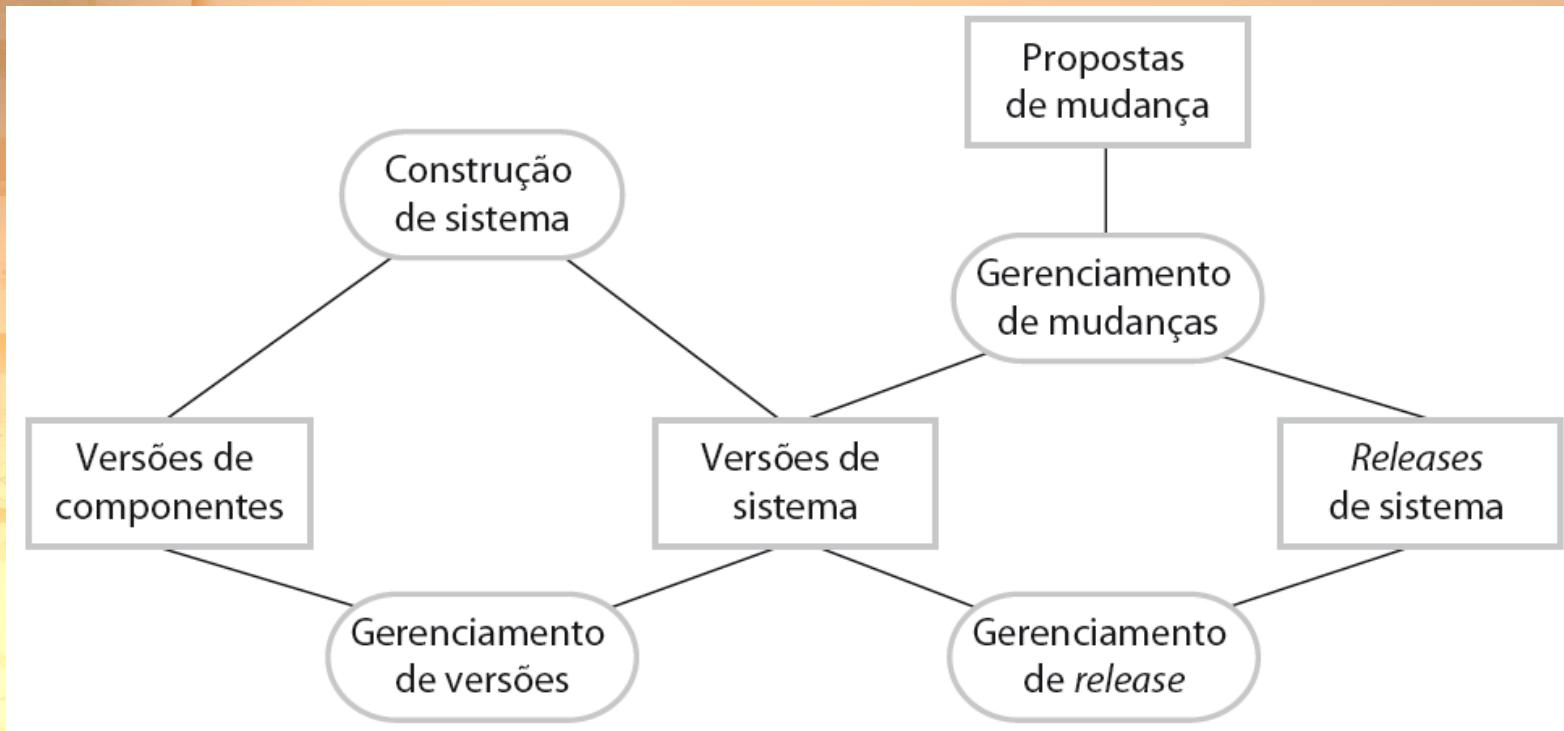 Propostas
de mudança
Construção
de sistema
Gerenciamento
de mudanças
Versões de
componentes
Versões de
sistema
Releases
de sistema
Gerenciamento
de versões
Gerenciamento
de release